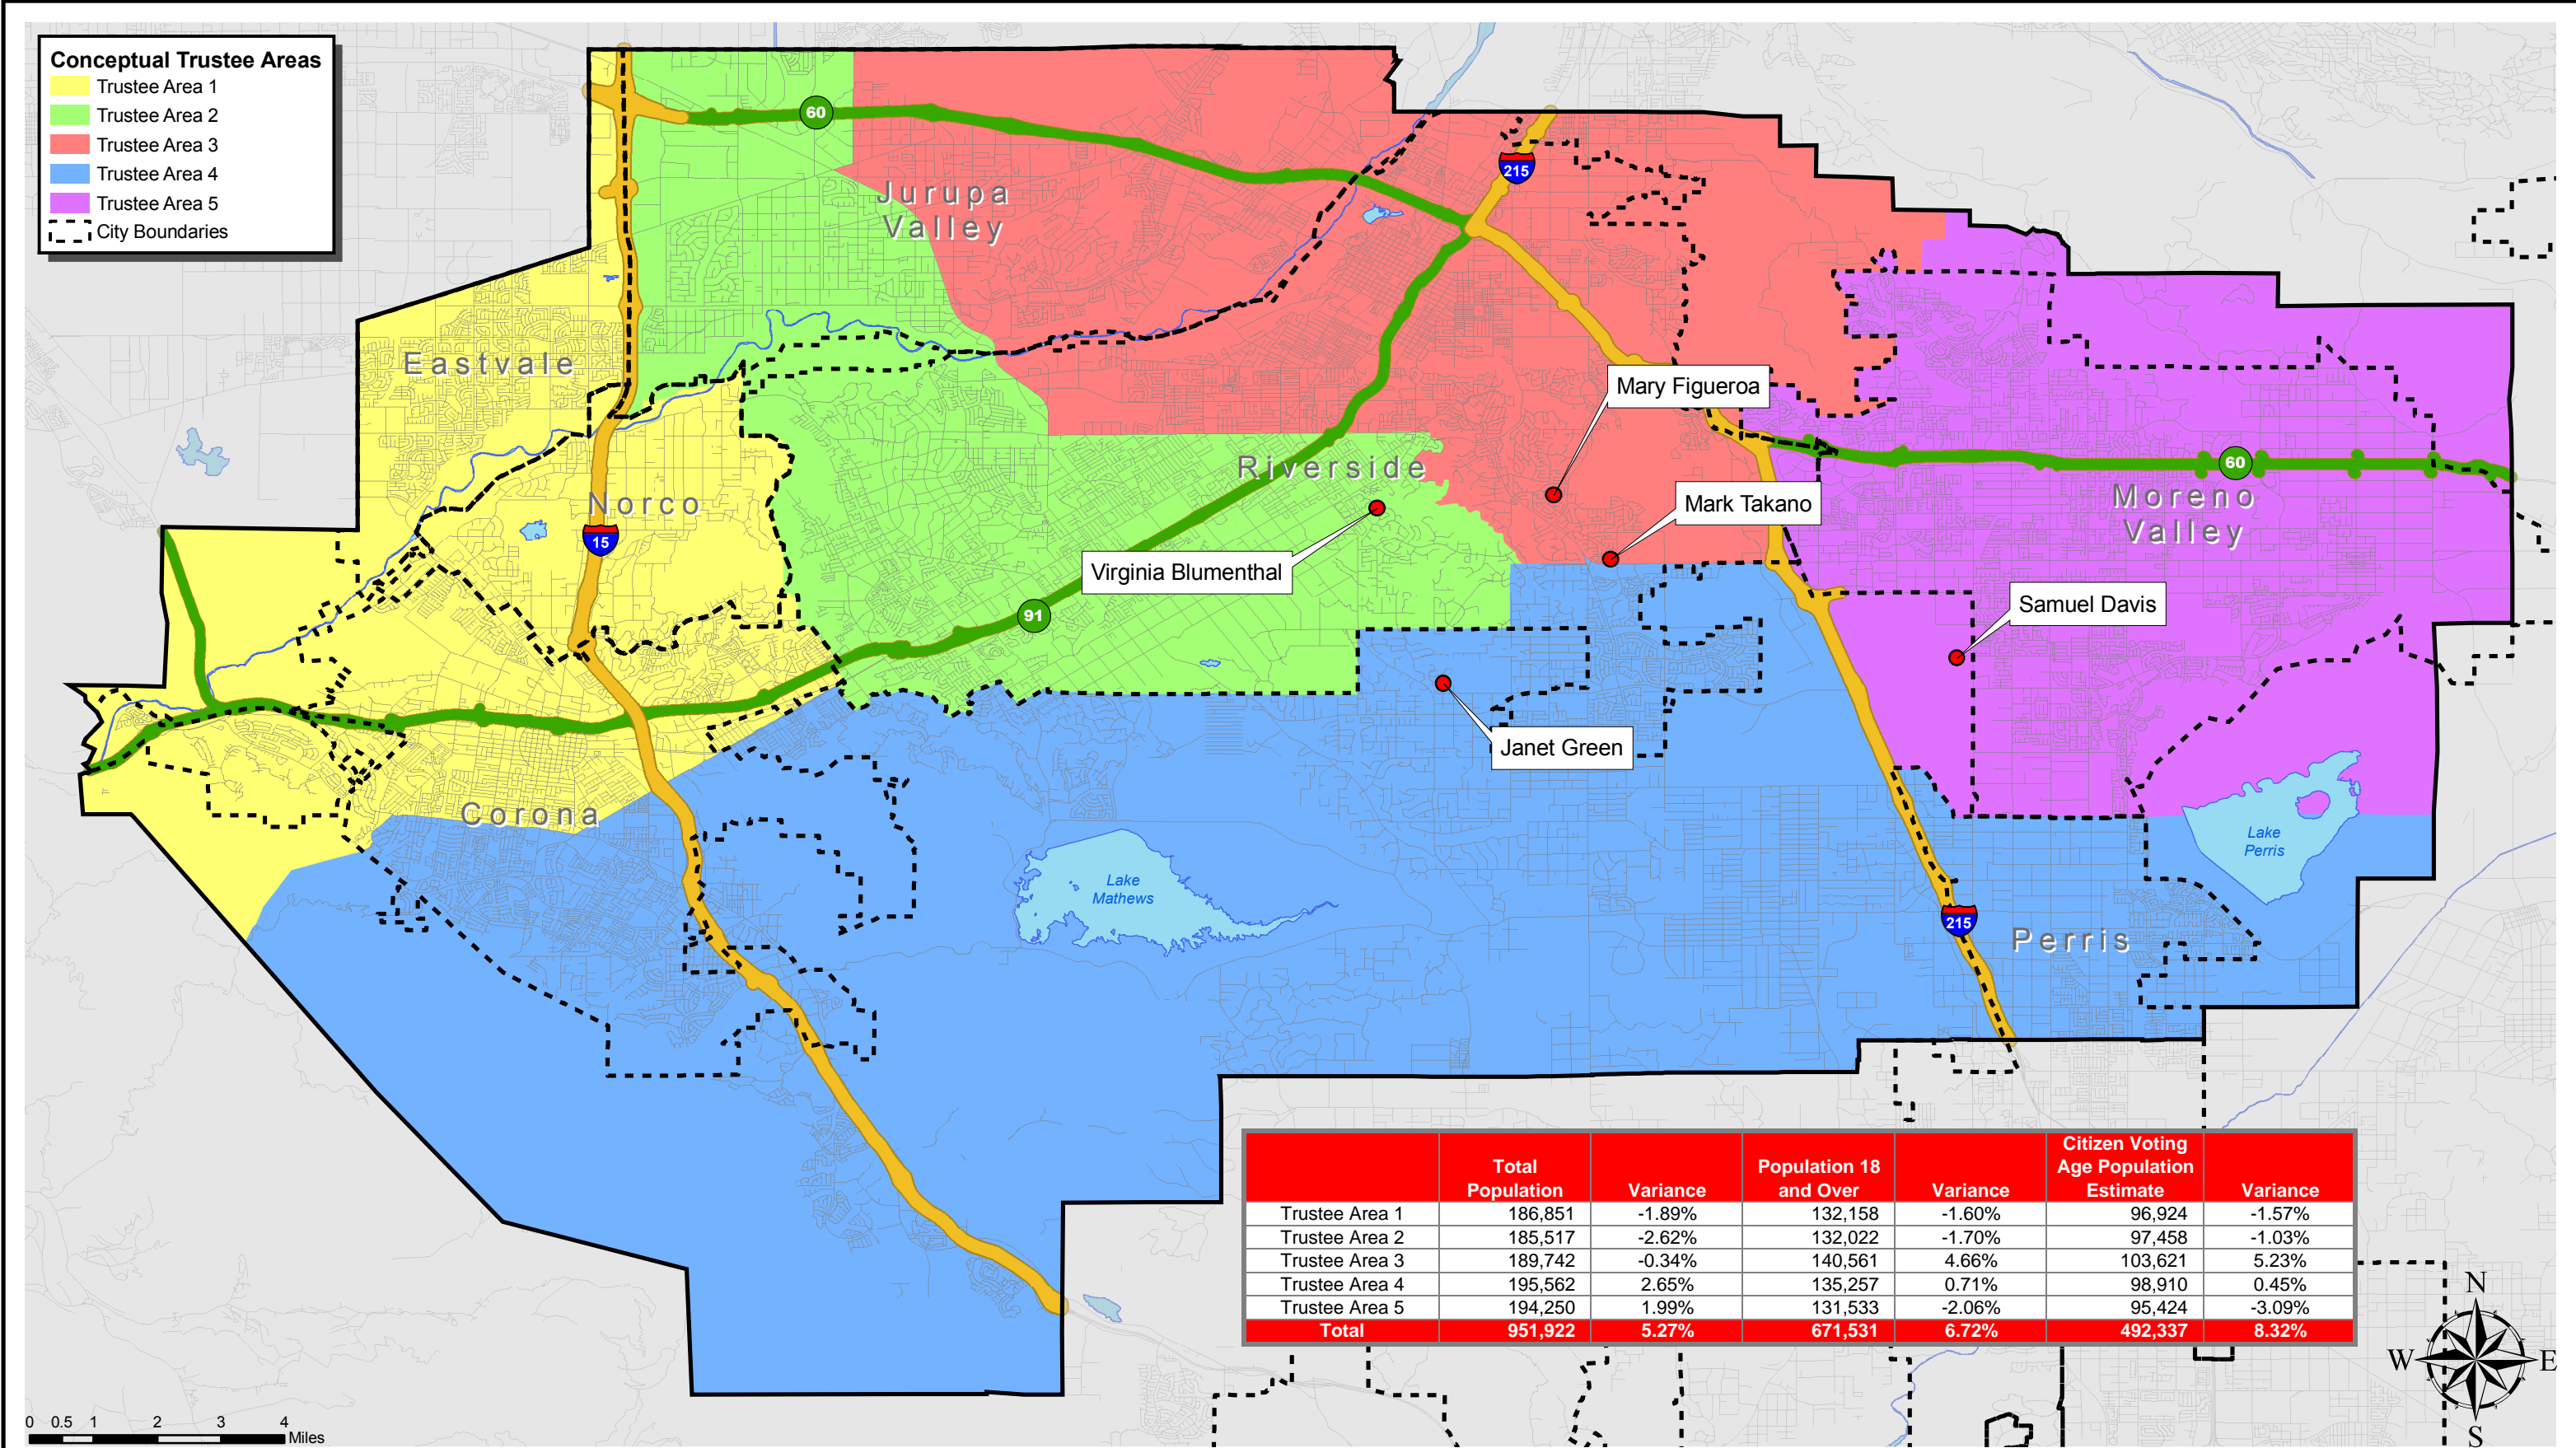 Conceptual Trustee Areas
Trustee Area 1
Trustee Area 2
Trustee Area 3
Trustee Area 4
Trustee Area 5
City Boundaries
60
215
Jurupa
Valley
Eastvale
Mary Figueroa
Riverside
60
Norco
Mark Takano
Moreno
Valley
15
Virginia Blumenthal
91
Samuel Davis
Janet Green
Corona
Lake
Perris
Lake
Mathews
215
Perris
Total Population Variance Population 18 and Over Variance Citizen Voting Age Population Estimate Variance
Trustee Area 1 186,851 -1.89% 132,158 -1.60% 96,924 -1.57%
Trustee Area 2 185,517 -2.62% 132,022 -1.70% 97,458 -1.03%
Trustee Area 3 189,742 -0.34% 140,561 4.66% 103,621 5.23%
Trustee Area 4 195,562 2.65% 135,257 0.71% 98,910 0.45%
Trustee Area 5 194,250 1.99% 131,533 -2.06% 95,424 -3.09%
Total 951,922 5.27% 671,531 6.72% 492,337 8.32%
N
W E
S
0 0.5 1 2 3 4
Miles